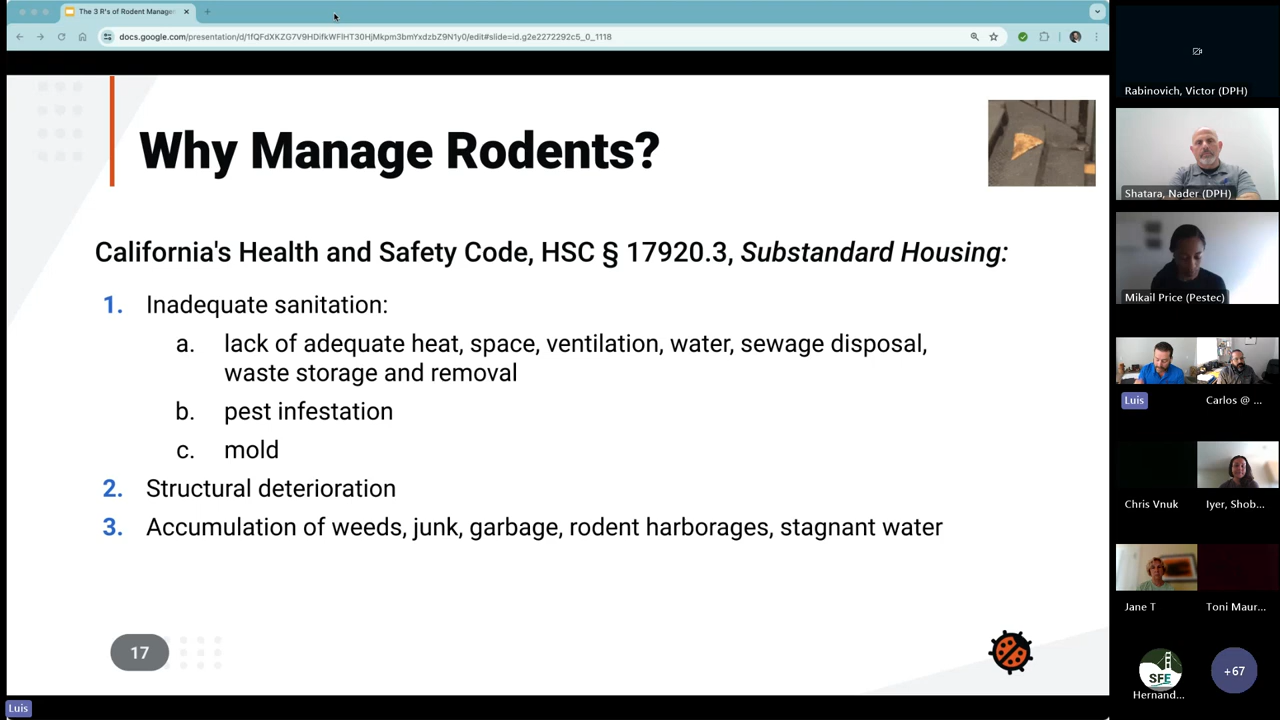 The 3 R's of Rodent Manage
docs.google.com/presentation/d/1fQFdXKZG7V9HDifkWFIHT30HjMkpm3bmYxdzbZ9N1y0/edit#slide=id.g2e2272292c5_0_1118
Why Manage Rodents?
California's Health and Safety Code, HSC § 17920.3, Substandard Housing:
1. Inadequate sanitation:
a. lack of adequate heat, space, ventilation, water, sewage disposal,
waste storage and removal
b. pest infestation
c. mold
2. Structural deterioration
3. Accumulation of weeds, junk, garbage, rodent harborages, stagnant water
17
Luis
Rabinovich, Victor (DPH)
Shatara, Nader (DPH)
Mikail Price (Pestec)
Luis
Carlos @ ...
Chris Vnuk
Iyer, Shob...
Jane T
Toni Maur...
SFE
Hernand...
+67